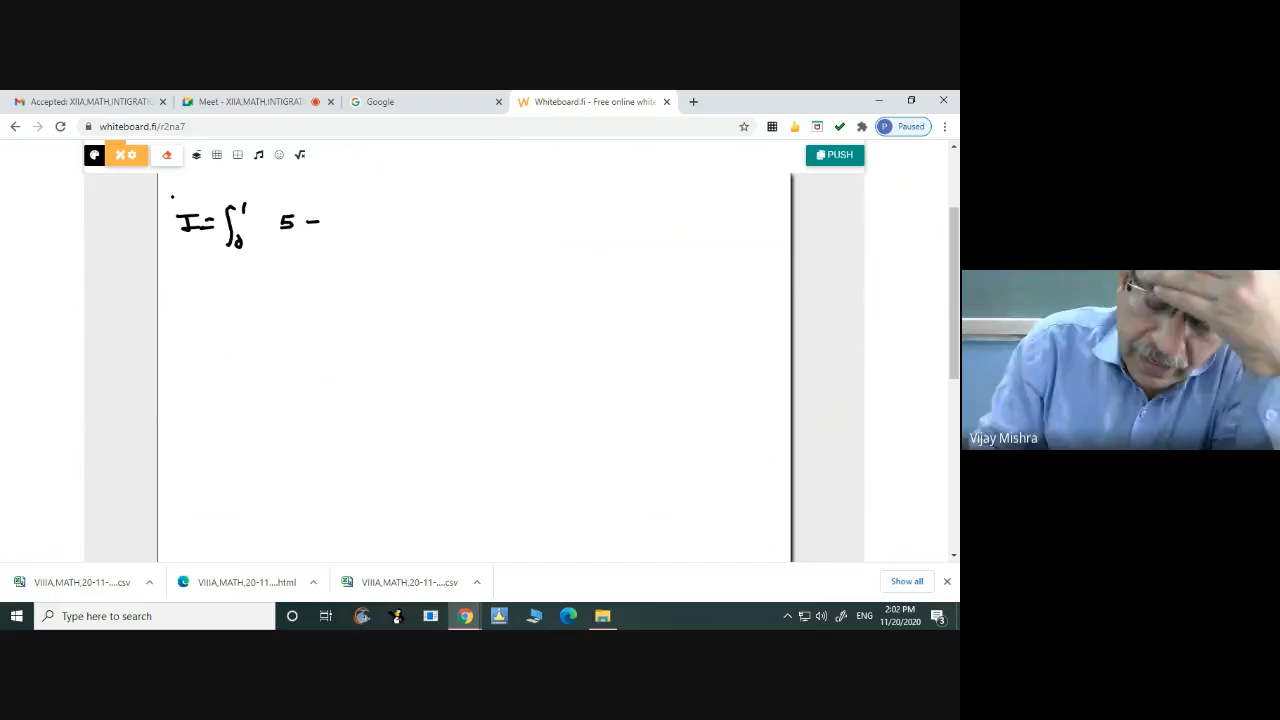 Accepted: XIIA,MATH,INTIGRATIC
Meet - XIIA,MATH,INTIGRATI
Google
Whiteboard.fi - Free online white
whiteboard.fi/r2na7
P Paused
PUSH
I = ∫₀¹ 5 -
Vijay Mishra
VIIIA,MATH,20-11-....csv
VIIIA,MATH,20-11....html
VIIIA,MATH,20-11-....csv
Show all
Type here to search
ENG
2:02 PM
11/20/2020
3